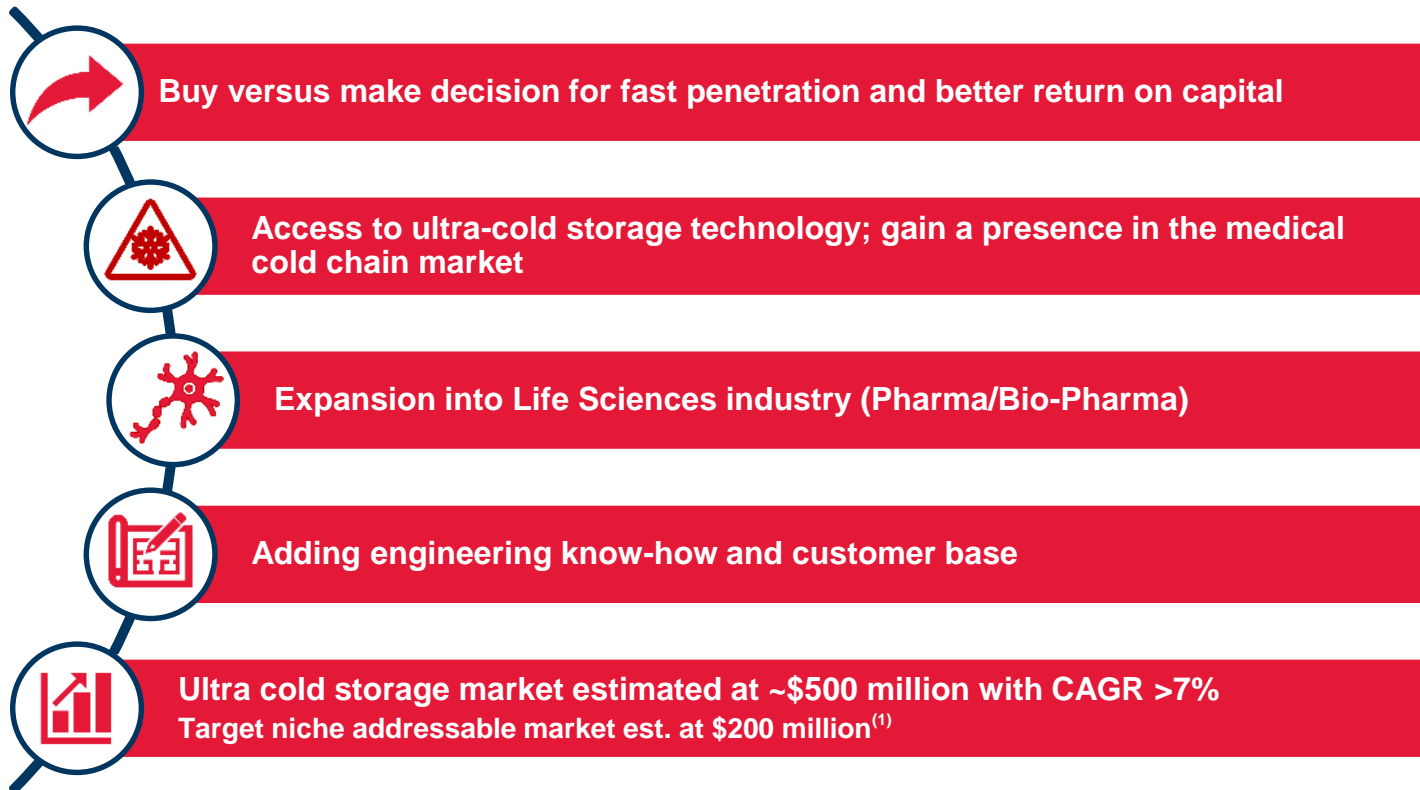 Buy versus make decision for fast penetration and better return on capital
Access to ultra-cold storage technology; gain a presence in the medical
cold chain market
Expansion into Life Sciences industry (Pharma/Bio-Pharma)
Adding engineering know-how and customer base
Ultra cold storage market estimated at ~$500 million with CAGR >7%
Target niche addressable market est. at $200 million(1)